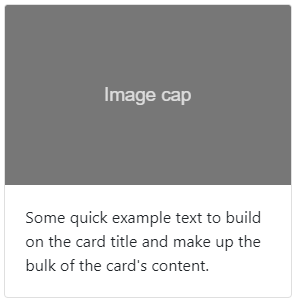 Image cap
Some quick example text to build
on the card title and make up the
bulk of the card's content.